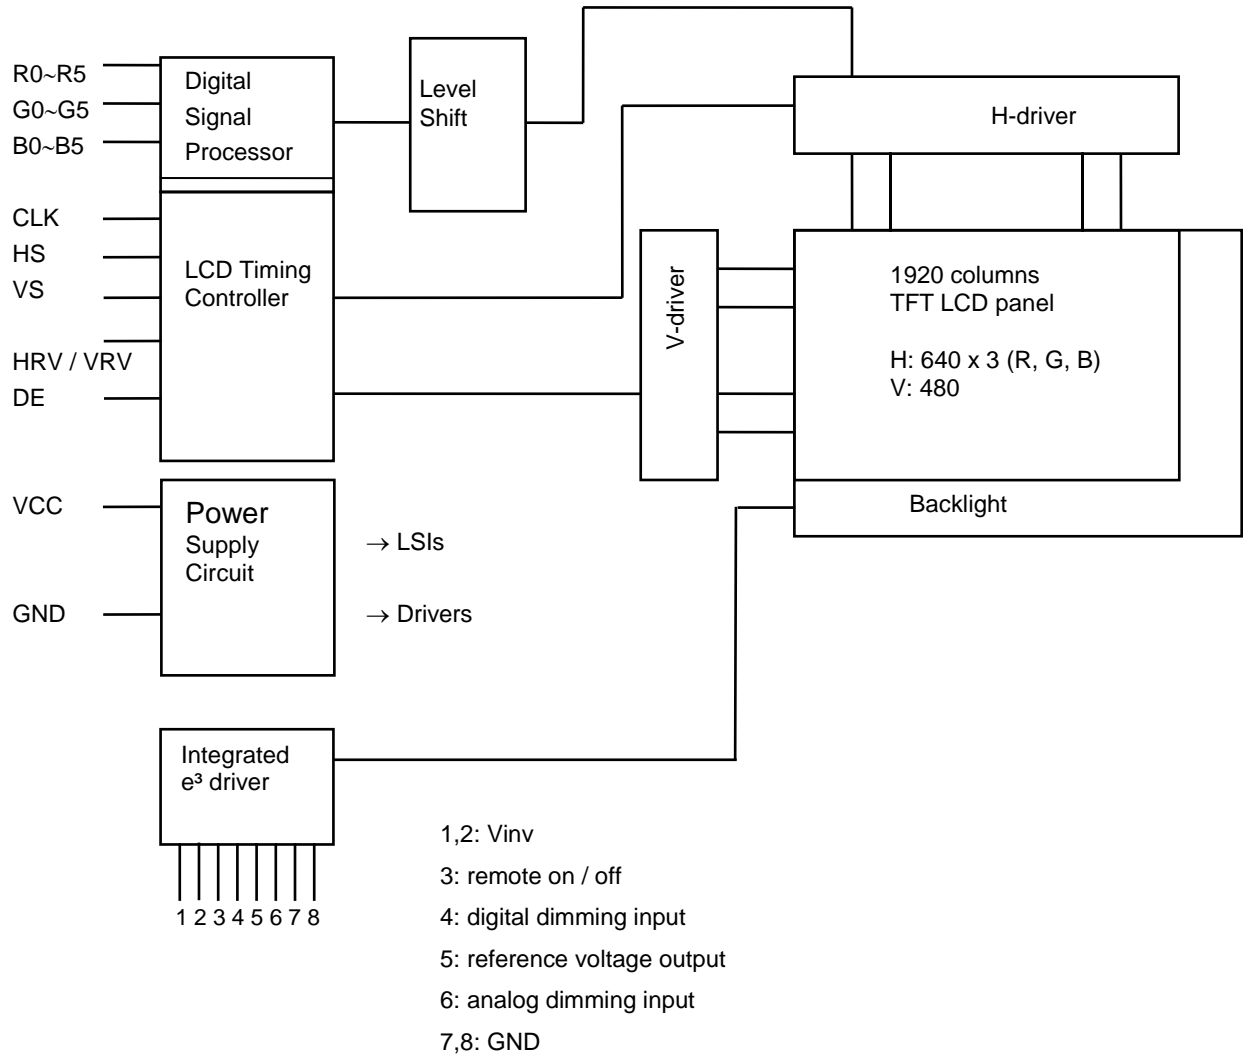 R0~R5
G0~G5
B0~B5
Digital
Signal
Processor
Level
Shift
H-driver
CLK
HS
VS
HRV / VRV
DE
LCD Timing
Controller
V-driver
1920 columns
TFT LCD panel
H: 640 x 3 (R, G, B)
V: 480
Backlight
VCC
GND
Power
Supply
Circuit
→ LSIs
→ Drivers
Integrated
e³ driver
1 2 3 4 5 6 7 8
1,2: Vinv
3: remote on / off
4: digital dimming input
5: reference voltage output
6: analog dimming input
7,8: GND